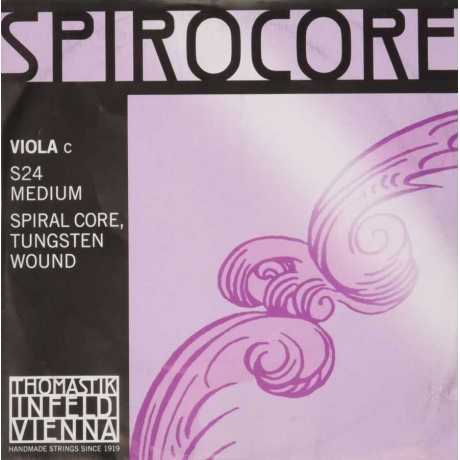 SPIROCORE
VIOLA C
S24
MEDIUM
SPIRAL CORE,
TUNGSTEN
WOUND
THOMASTIK
INFELD
VIENNA
HANDMADE STRINGS SINCE 1919